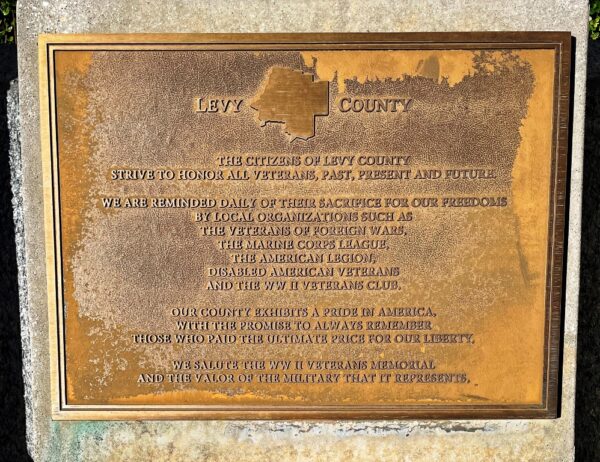 LEVY COUNTY
THE CITIZENS OF LEVY COUNTY
STRIVE TO HONOR ALL VETERANS, PAST, PRESENT AND FUTURE.
WE ARE REMINDED DAILY OF THEIR SACRIFICE FOR OUR FREEDOMS
BY LOCAL ORGANIZATIONS SUCH AS
THE VETERANS OF FOREIGN WARS,
THE MARINE CORPS LEAGUE,
THE AMERICAN LEGION,
DISABLED AMERICAN VETERANS
AND THE WW II VETERANS CLUB.
OUR COUNTY EXHIBITS A PRIDE IN AMERICA,
WITH THE PROMISE TO ALWAYS REMEMBER
THOSE WHO PAID THE ULTIMATE PRICE FOR OUR LIBERTY.
WE SALUTE THE WW II VETERANS MEMORIAL
AND THE VALOR OF THE MILITARY THAT IT REPRESENTS.